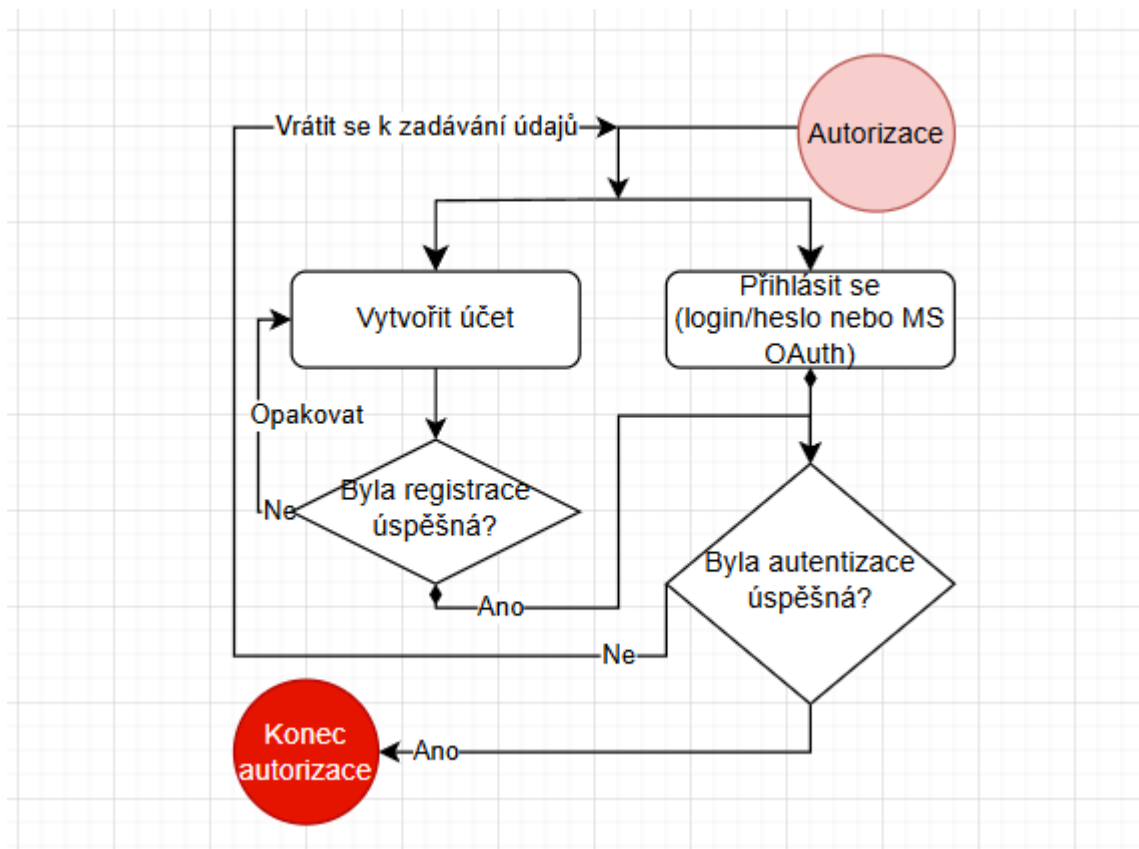 Vrátit se k zadávání údajů
Autorizace
Vytvořit účet
Přihlásit se
(login/heslo nebo MS
OAuth)
Opakovat
Ne
Byla registrace
úspěšná?
Ano
Byla autentizace
úspěšná?
Ne
Konec
autorizace
Ano